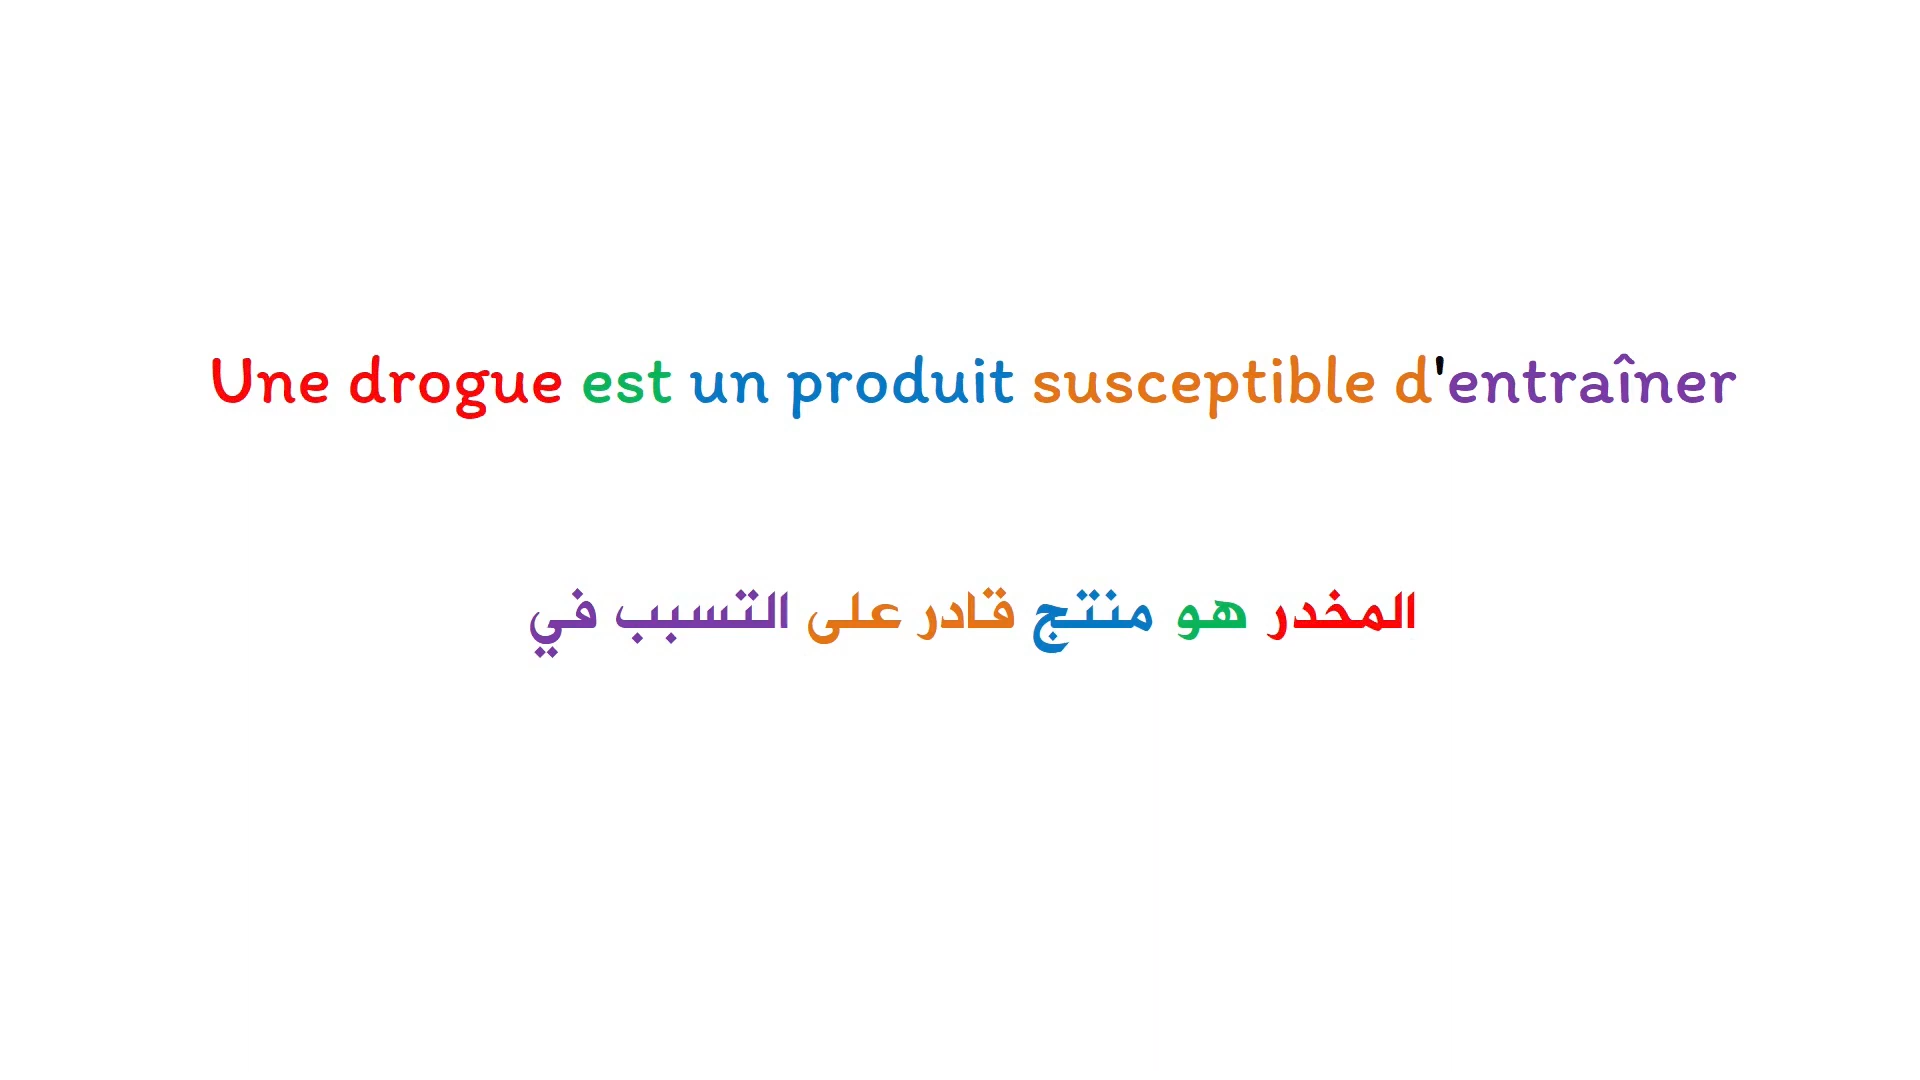 Une drogue est un produit susceptible d'entraîner
المخدر هو منتج قادر على التسبب في